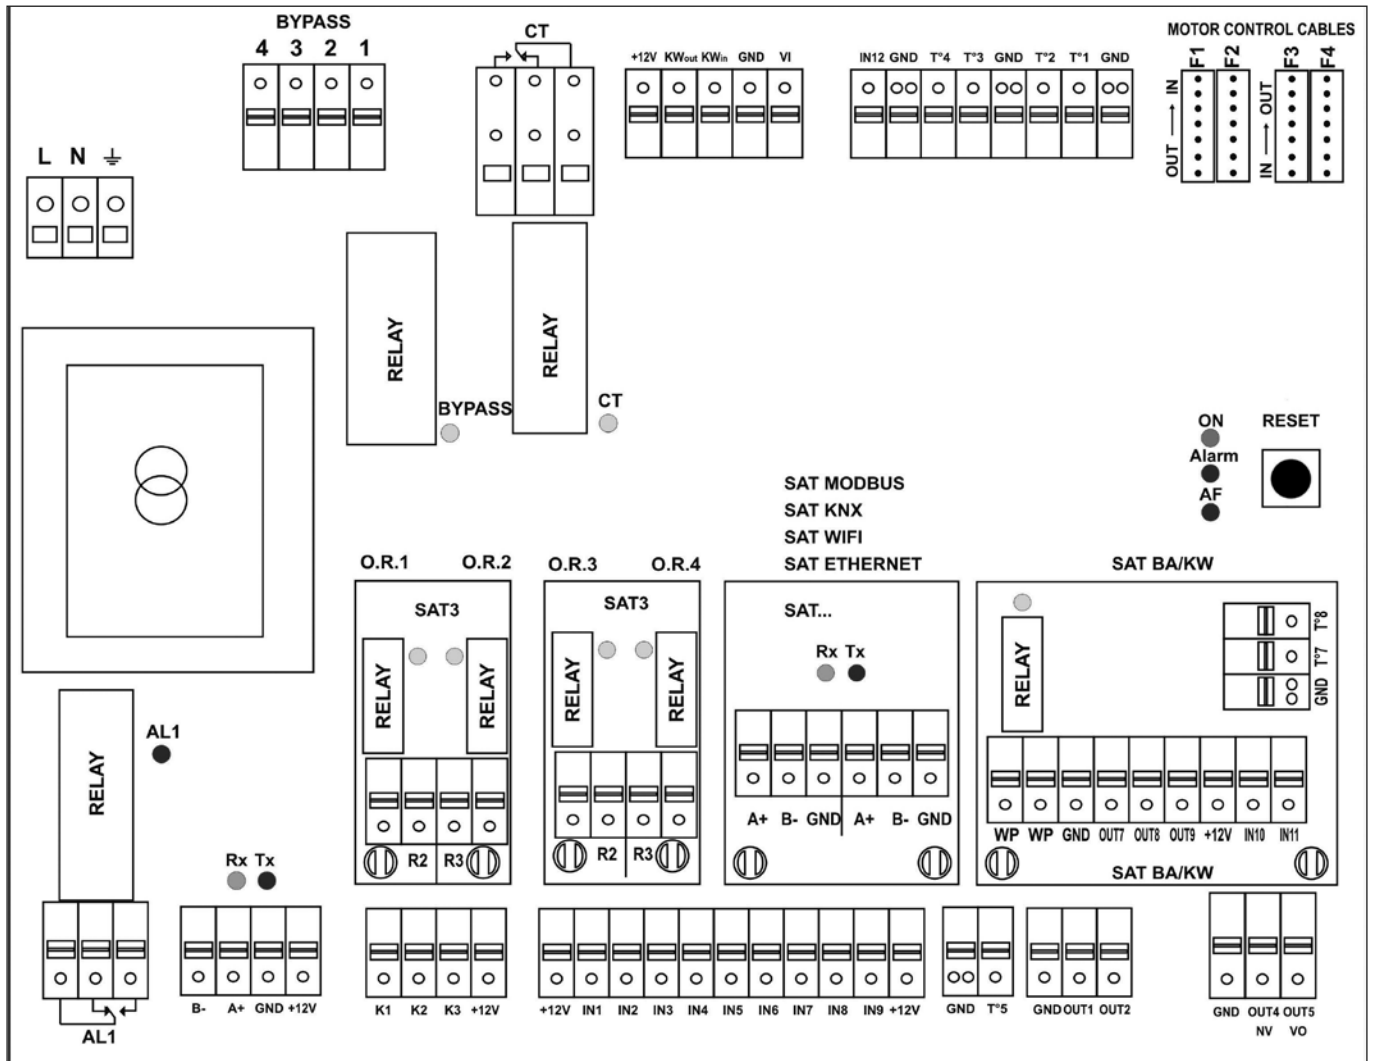 BYPASS
4 3 2 1
CT
+12V KWout KWin GND VI
IN12 GND T°4 T°3 GND T°2 T°1 GND
MOTOR CONTROL CABLES
F1 F2 F3 F4
OUT → IN
IN → OUT
L N
RELAY
BYPASS
RELAY
CT
ON
Alarm
AF
RESET
SAT MODBUS
SAT KNX
SAT WIFI
SAT ETHERNET
O.R.1 O.R.2
SAT3
RELAY RELAY
R2 R3
O.R.3 O.R.4
SAT3
RELAY RELAY
R2 R3
SAT...
Rx Tx
A+ B- GND A+ B- GND
SAT BA/KW
RELAY
T°8
T°7
GND
WP WP GND OUT7 OUT8 OUT9 +12V IN10 IN11
SAT BA/KW
RELAY
AL1
AL1
Rx Tx
B- A+ GND +12V
K1 K2 K3 +12V
+12V IN1 IN2 IN3 IN4 IN5 IN6 IN7 IN8 IN9 +12V
GND T°5
GND OUT1 OUT2
GND OUT4 OUT5
NV VO